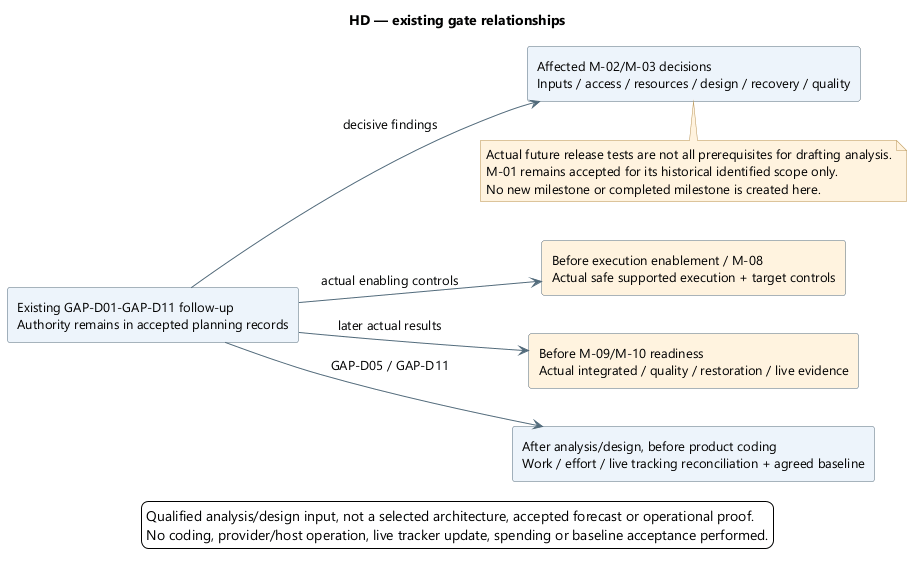 HD — existing gate relationships
Affected M-02/M-03 decisions
Inputs / access / resources / design / recovery / quality
decisive findings
Actual future release tests are not all prerequisites for drafting analysis.
M-01 remains accepted for its historical identified scope only.
No new milestone or completed milestone is created here.
Before execution enablement / M-08
Actual safe supported execution + target controls
actual enabling controls
Existing GAP-D01-GAP-D11 follow-up
Authority remains in accepted planning records
later actual results
Before M-09/M-10 readiness
Actual integrated / quality / restoration / live evidence
GAP-D05 / GAP-D11
After analysis/design, before product coding
Work / effort / live tracking reconciliation + agreed baseline
Qualified analysis/design input, not a selected architecture, accepted forecast or operational proof.
No coding, provider/host operation, live tracker update, spending or baseline acceptance performed.